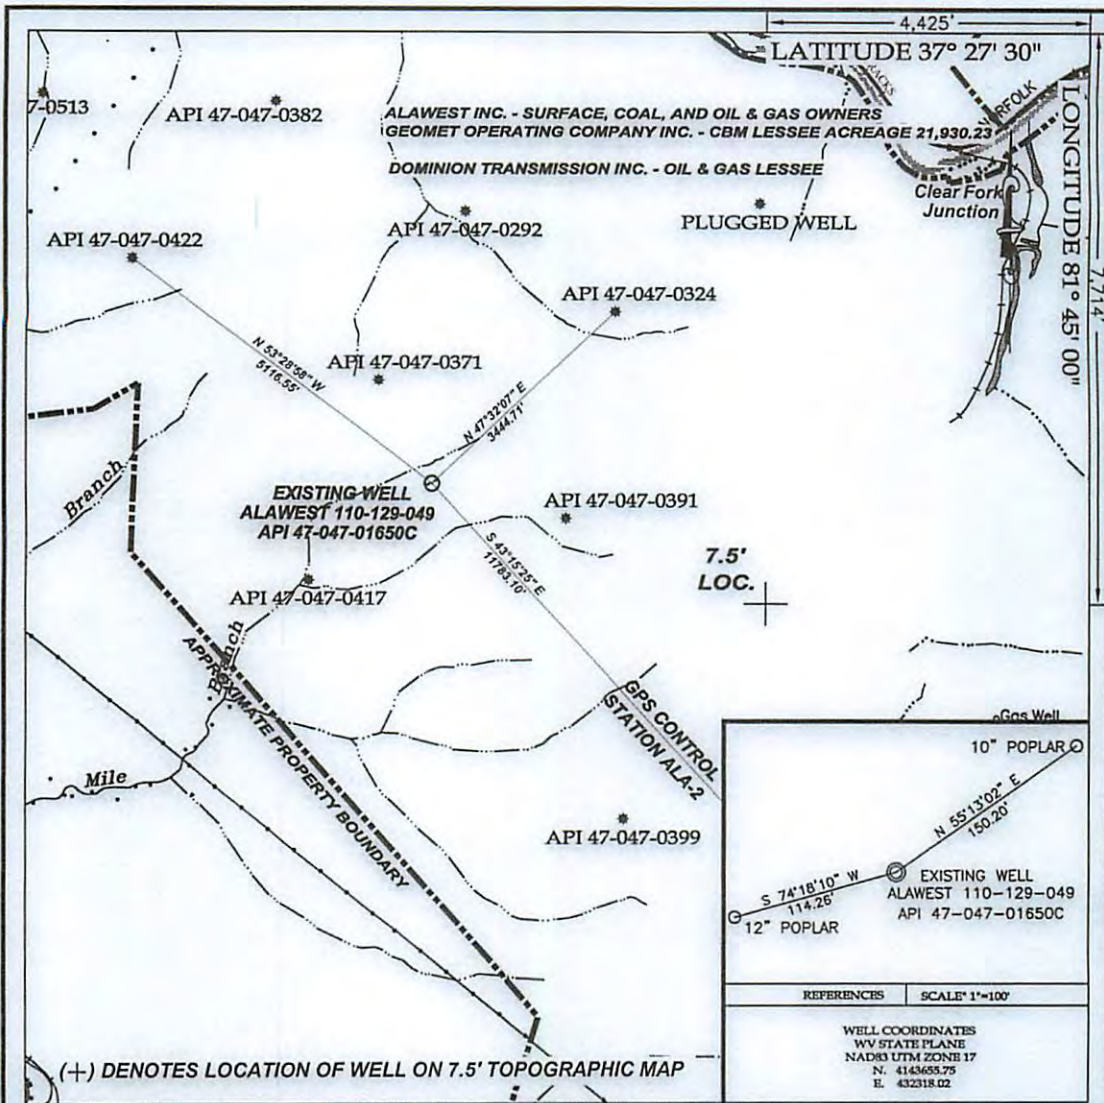 4,425'
LATITUDE 37° 27' 30"
LONGITUDE 81° 45' 00"
7,714'
7-0513
API 47-047-0382
ALAWEST INC. - SURFACE, COAL, AND OIL & GAS OWNERS
GEOMET OPERATING COMPANY INC. - CBM LESSEE ACREAGE 21,930.23
DOMINION TRANSMISSION INC. - OIL & GAS LESSEE
RACKS
RFOLK
Clear Fork
Junction
API 47-047-0422
API 47-047-0292
PLUGGED WELL
API 47-047-0324
N 53°28'58" W
5116.55'
API 47-047-0371
N 47°32'07" E
3444.71'
Branch
EXISTING WELL
ALAWEST 110-129-049
API 47-047-01650C
API 47-047-0391
S 43°15'25" E
11783.10'
7.5'
LOC.
API 47-047-0417
Branch
APPROXIMATE PROPERTY BOUNDARY
GPS CONTROL
STATION ALA-2
Mile
API 47-047-0399
Gas Well
10" POPLAR
N 55°13'02" E
150.20'
S 74°18'10" W
114.26'
EXISTING WELL
ALAWEST 110-129-049
API 47-047-01650C
12" POPLAR
REFERENCES
SCALE" 1"=100'
WELL COORDINATES
WV STATE PLANE
NAD83 UTM ZONE 17
N. 4143655.75
E. 432318.02
(+) DENOTES LOCATION OF WELL ON 7.5' TOPOGRAPHIC MAP